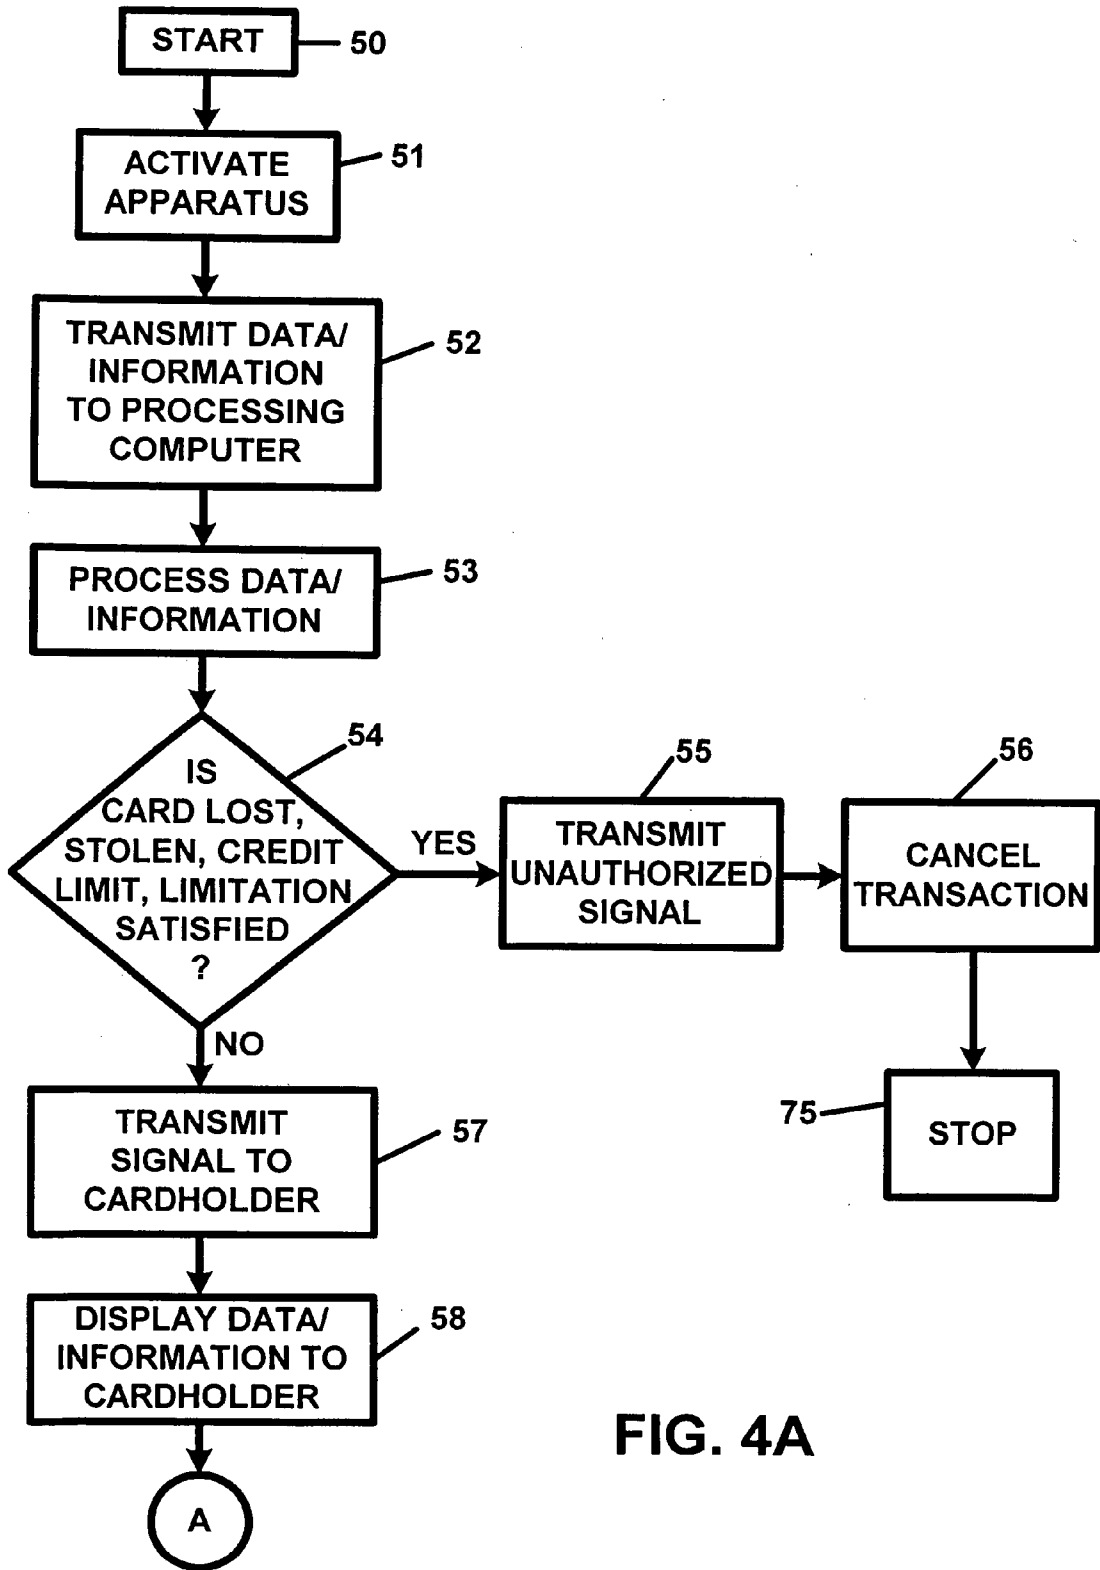 START
50
ACTIVATE
APPARATUS
51
TRANSMIT DATA/
INFORMATION
TO PROCESSING
COMPUTER
52
PROCESS DATA/
INFORMATION
53
IS
CARD LOST,
STOLEN, CREDIT
LIMIT, LIMITATION
SATISFIED
?
54
YES
TRANSMIT
UNAUTHORIZED
SIGNAL
55
CANCEL
TRANSACTION
56
STOP
75
NO
TRANSMIT
SIGNAL TO
CARDHOLDER
57
DISPLAY DATA/
INFORMATION TO
CARDHOLDER
58
A
FIG. 4A